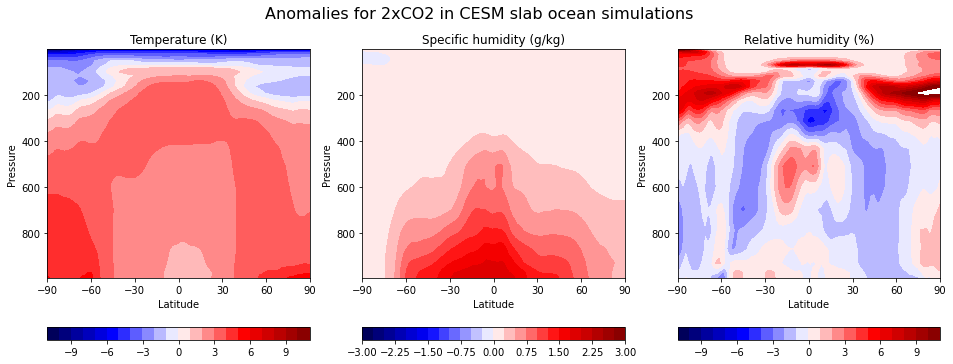 Anomalies for 2xCO2 in CESM slab ocean simulations
Temperature (K)
Specific humidity (g/kg)
Relative humidity (%)
Pressure
200
400
600
800
−90 −60 −30 0 30 60 90
Latitude
−9 −6 −3 0 3 6 9
Pressure
200
400
600
800
−90 −60 −30 0 30 60 90
Latitude
−3.00 −2.25 −1.50 −0.75 0.00 0.75 1.50 2.25 3.00
Pressure
200
400
600
800
−90 −60 −30 0 30 60 90
Latitude
−9 −6 −3 0 3 6 9